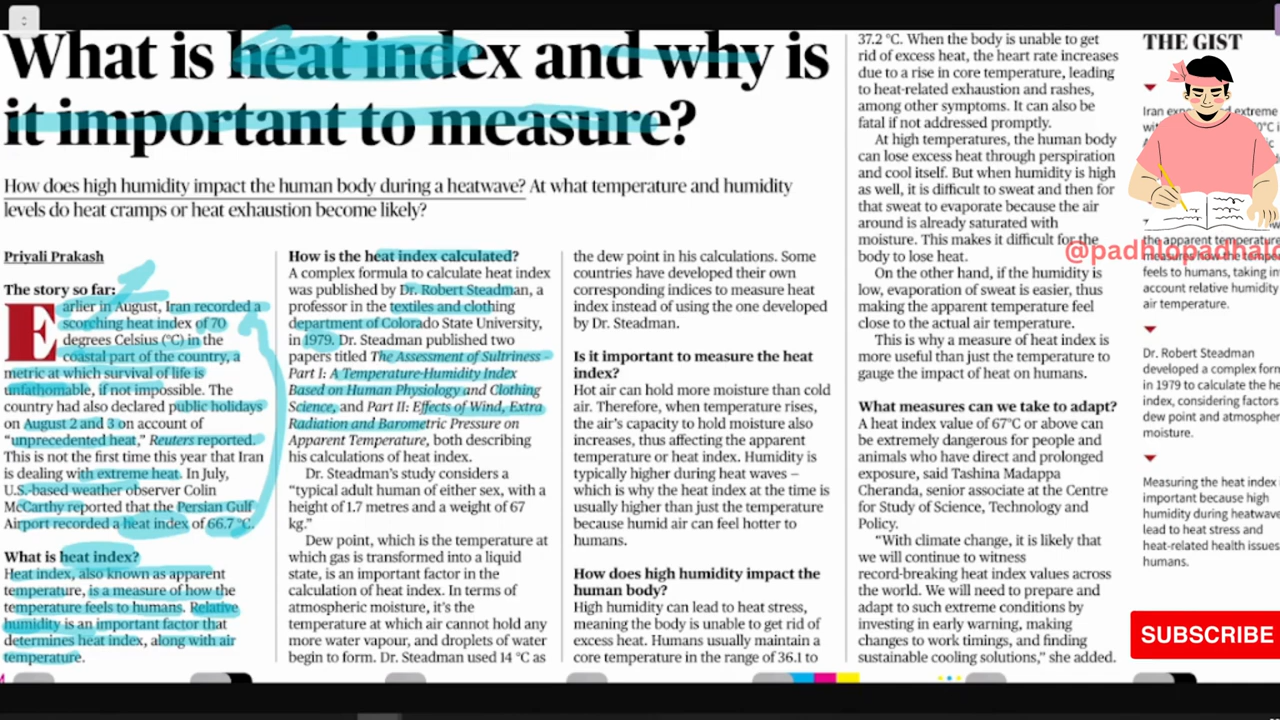 What is heat index and why is
it important to measure?
How does high humidity impact the human body during a heatwave? At what temperature and humidity
levels do heat cramps or heat exhaustion become likely?
Priyali Prakash
The story so far:
Earlier in August, Iran recorded a
scorching heat index of 70
degrees Celsius (°C) in the
coastal part of the country, a
metric at which survival of life is
unfathomable, if not impossible. The
country had also declared public holidays
on August 2 and 3 on account of
“unprecedented heat,” Reuters reported.
This is not the first time this year that Iran
is dealing with extreme heat. In July,
U.S.-based weather observer Colin
McCarthy reported that the Persian Gulf
Airport recorded a heat index of 66.7 °C.
What is heat index?
Heat index, also known as apparent
temperature, is a measure of how the
temperature feels to humans. Relative
humidity is an important factor that
determines heat index, along with air
temperature.
How is the heat index calculated?
A complex formula to calculate heat index
was published by Dr. Robert Steadman, a
professor in the textiles and clothing
department of Colorado State University,
in 1979. Dr. Steadman published two
papers titled The Assessment of Sultriness –
Part I: A Temperature-Humidity Index
Based on Human Physiology and Clothing
Science, and Part II: Effects of Wind, Extra
Radiation and Barometric Pressure on
Apparent Temperature, both describing
his calculations of heat index.
Dr. Steadman's study considers a
“typical adult human of either sex, with a
height of 1.7 metres and a weight of 67
kg.”
Dew point, which is the temperature at
which gas is transformed into a liquid
state, is an important factor in the
calculation of heat index. In terms of
atmospheric moisture, it's the
temperature at which air cannot hold any
more water vapour, and droplets of water
begin to form. Dr. Steadman used 14 °C as
the dew point in his calculations. Some
countries have developed their own
corresponding indices to measure heat
index instead of using the one developed
by Dr. Steadman.
Is it important to measure the heat
index?
Hot air can hold more moisture than cold
air. Therefore, when temperature rises,
the air's capacity to hold moisture also
increases, thus affecting the apparent
temperature or heat index. Humidity is
typically higher during heat waves –
which is why the heat index at the time is
usually higher than just the temperature
because humid air can feel hotter to
humans.
How does high humidity impact the
human body?
High humidity can lead to heat stress,
meaning the body is unable to get rid of
excess heat. Humans usually maintain a
core temperature in the range of 36.1 to
37.2 °C. When the body is unable to get
rid of excess heat, the heart rate increases
due to a rise in core temperature, leading
to heat-related exhaustion and rashes,
among other symptoms. It can also be
fatal if not addressed promptly.
At high temperatures, the human body
can lose excess heat through perspiration
and cool itself. But when humidity is high
as well, it is difficult to sweat and then for
that sweat to evaporate because the air
around is already saturated with
moisture. This makes it difficult for the
body to lose heat.
On the other hand, if the humidity is
low, evaporation of sweat is easier, thus
making the apparent temperature feel
close to the actual air temperature.
This is why a measure of heat index is
more useful than just the temperature to
gauge the impact of heat on humans.
What measures can we take to adapt?
A heat index value of 67°C or above can
be extremely dangerous for people and
animals who have direct and prolonged
exposure, said Tashina Madappa
Cheranda, senior associate at the Centre
for Study of Science, Technology and
Policy.
“With climate change, it is likely that
we will continue to witness
record-breaking heat index values across
the world. We will need to prepare and
adapt to such extreme conditions by
investing in early warning, making
changes to work timings, and finding
sustainable cooling solutions,” she added.
THE GIST
Iran extreme
@padhlopadhalo
the apparent temperature
measures how the
feels to humans, taking in
account relative humidity
air temperature.
Dr. Robert Steadman
developed a complex form
in 1979 to calculate the he
index, considering factors
dew point and atmospher
moisture.
Measuring the heat index
important because high
humidity during heatwave
lead to heat stress and
heat-related health issues
humans.
SUBSCRIBE